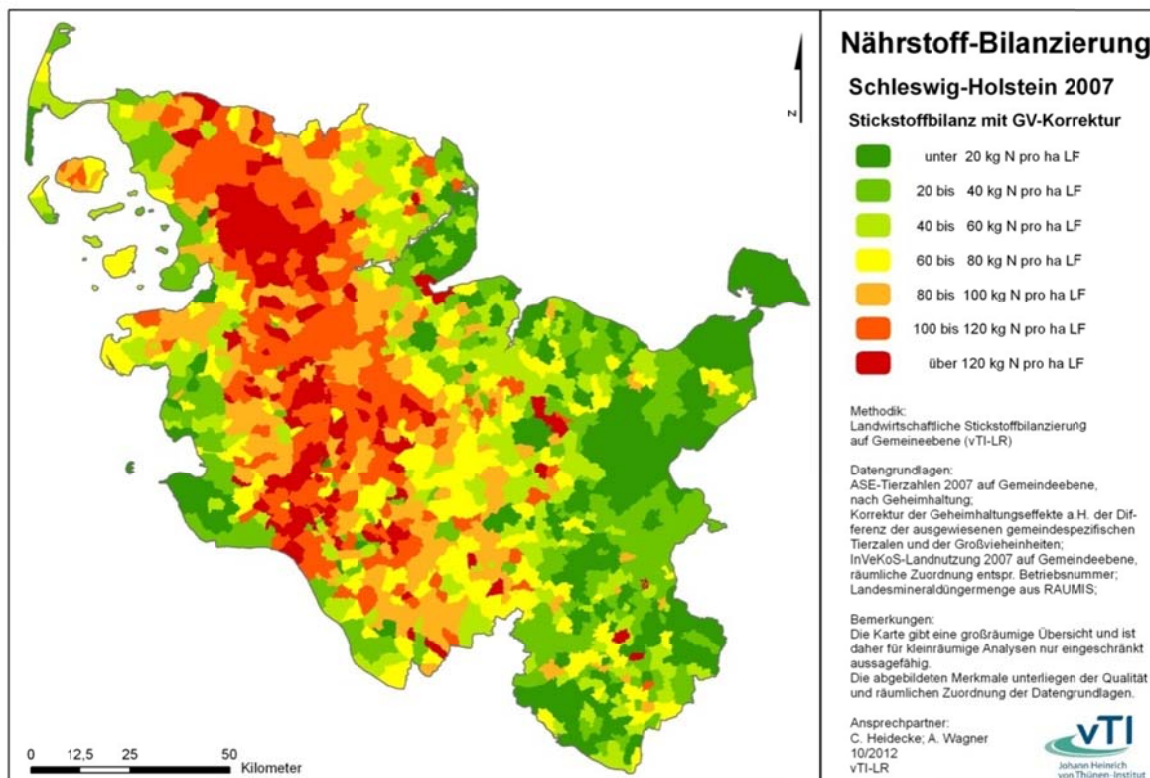 Nährstoff-Bilanzierung
Schleswig-Holstein 2007
Stickstoffbilanz mit GV-Korrektur
unter 20 kg N pro ha LF
20 bis 40 kg N pro ha LF
40 bis 60 kg N pro ha LF
60 bis 80 kg N pro ha LF
80 bis 100 kg N pro ha LF
100 bis 120 kg N pro ha LF
über 120 kg N pro ha LF
Methodik:
Landwirtschaftliche Stickstoffbilanzierung
auf Gemeineebene (vTI-LR)
Datengrundlagen:
ASE-Tierzahlen 2007 auf Gemeindeebene,
nach Geheimhaltung;
Korrektur der Geheimhaltungseffekte a.H. der Dif-
ferenz der ausgewiesenen gemeindespezifischen
Tierzalen und der Großvieheinheiten;
InVeKoS-Landnutzung 2007 auf Gemeindeebene,
räumliche Zuordnung entspr. Betriebsnummer;
Landesmineraldüngermenge aus RAUMIS;
Bemerkungen:
Die Karte gibt eine großräumige Übersicht und ist
daher für kleinräumige Analysen nur eingeschränkt
aussagefähig.
Die abgebildeten Merkmale unterliegen der Qualität
und räumlichen Zuordnung der Datengrundlagen.
Ansprechpartner:
C. Heidecke; A. Wagner
10/2012
vTI-LR
vTI
Johann Heinrich
von Thünen-Institut
N
0 12,5 25 50
Kilometer